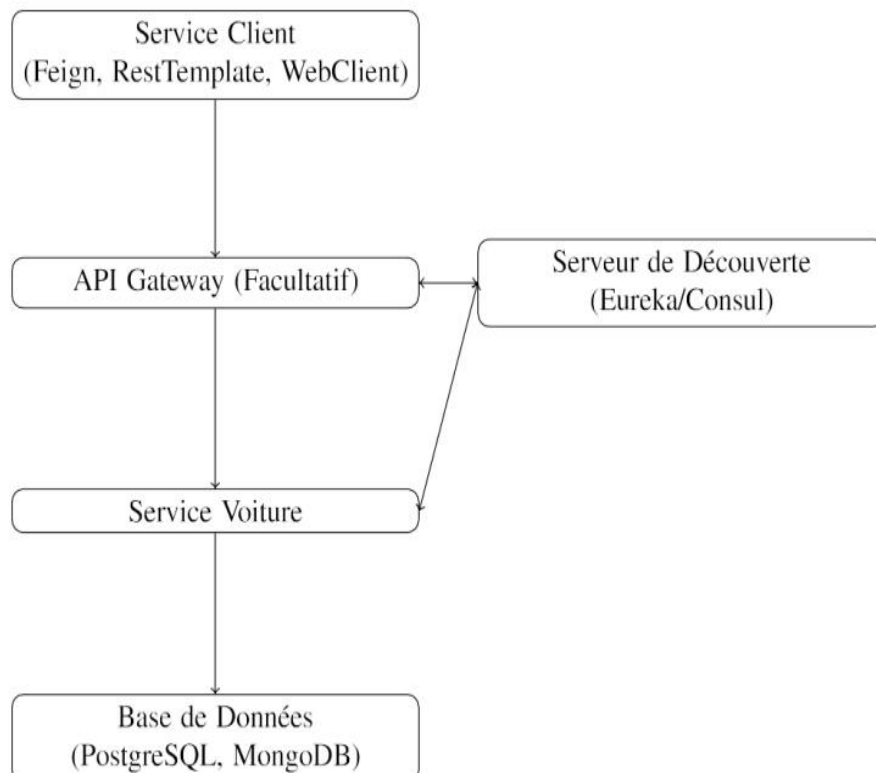 Service Client
(Feign, RestTemplate, WebClient)
API Gateway (Facultatif)
Serveur de Découverte
(Eureka/Consul)
Service Voiture
Base de Données
(PostgreSQL, MongoDB)